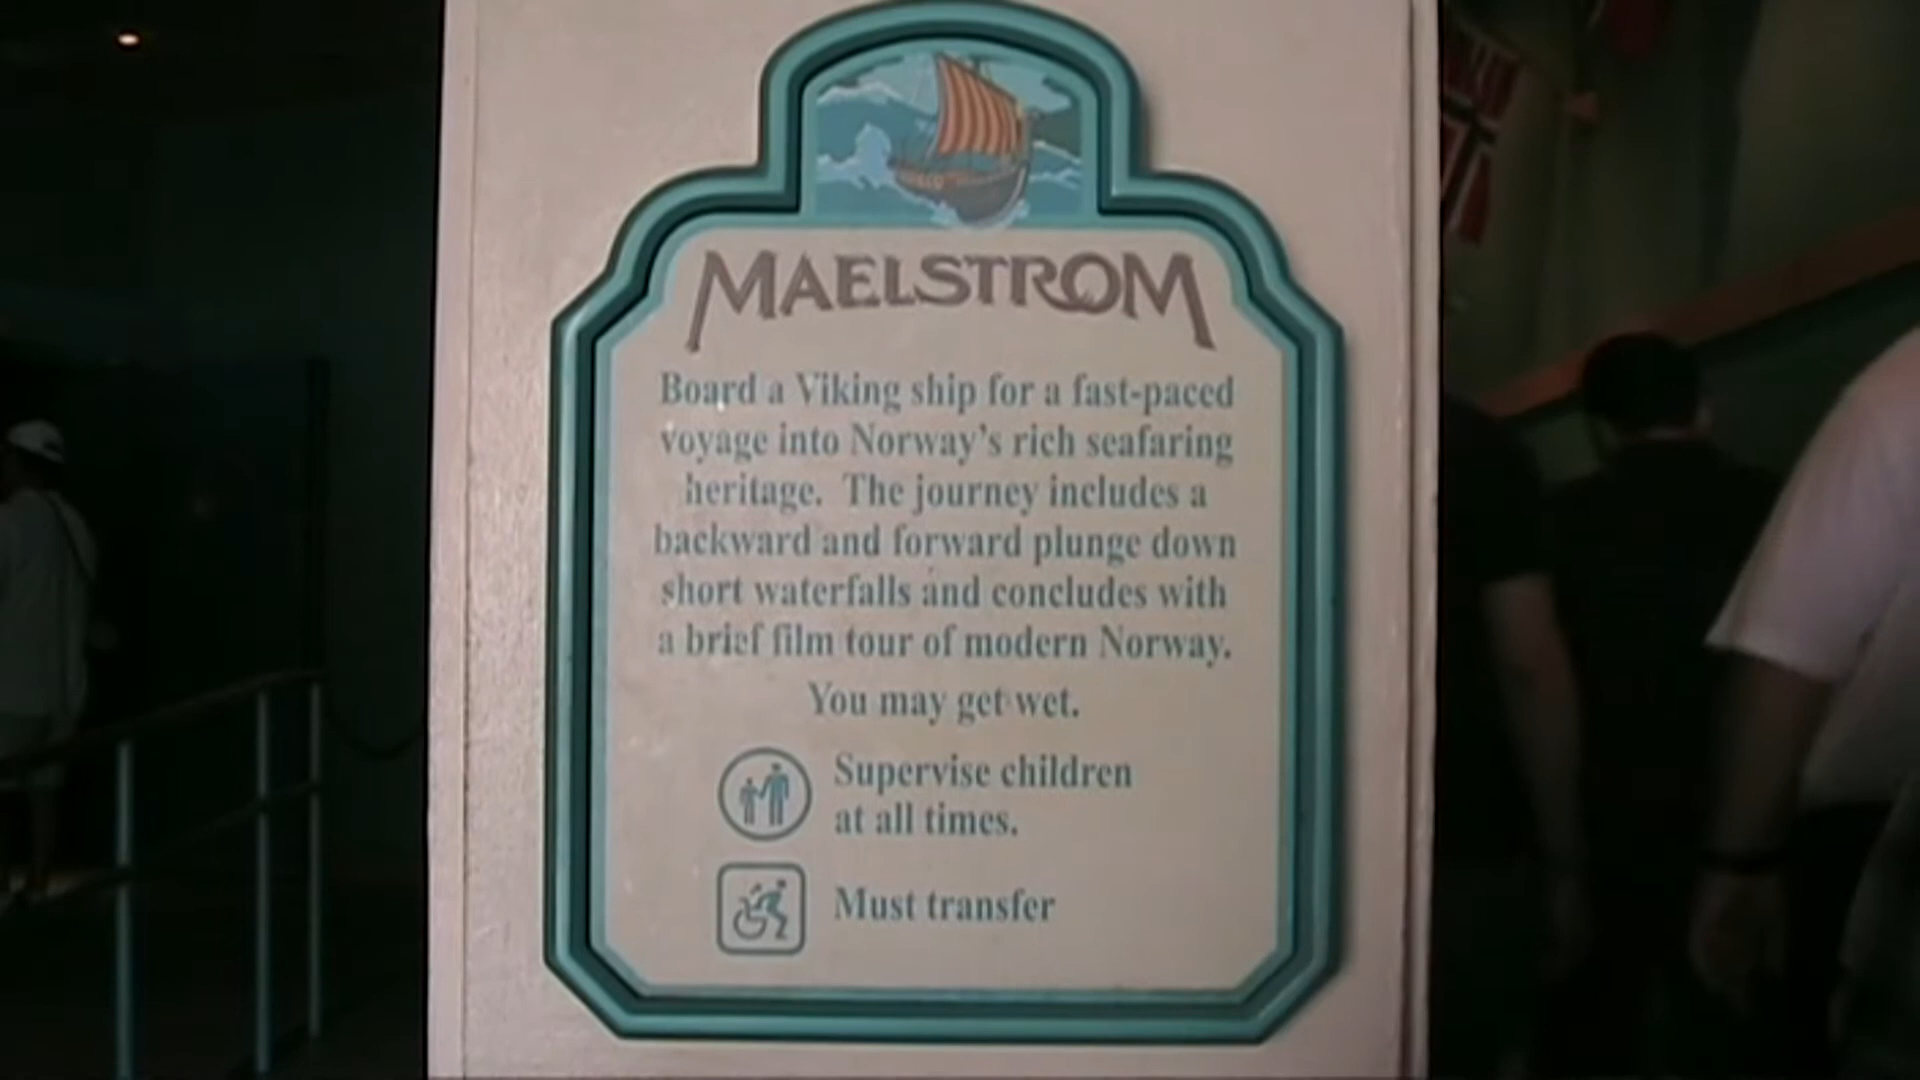 MAELSTROM
Board a Viking ship for a fast-paced
voyage into Norway's rich seafaring
heritage. The journey includes a
backward and forward plunge down
short waterfalls and concludes with
a brief film tour of modern Norway.
You may get wet.
Supervise children
at all times.
Must transfer